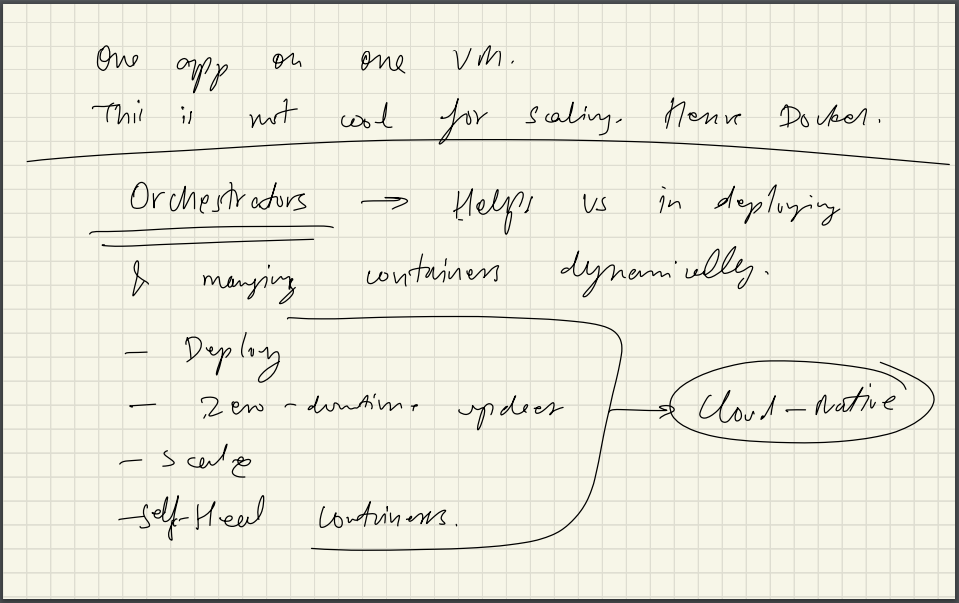 One app on one VM.
This is not cool for scaling. Hence Docker.
Orchestrators → Helps us in deploying
& managing containers dynamically.
— Deploy
— Zero-downtime updates
— Scale
— Self-Heal containers.
Cloud-Native